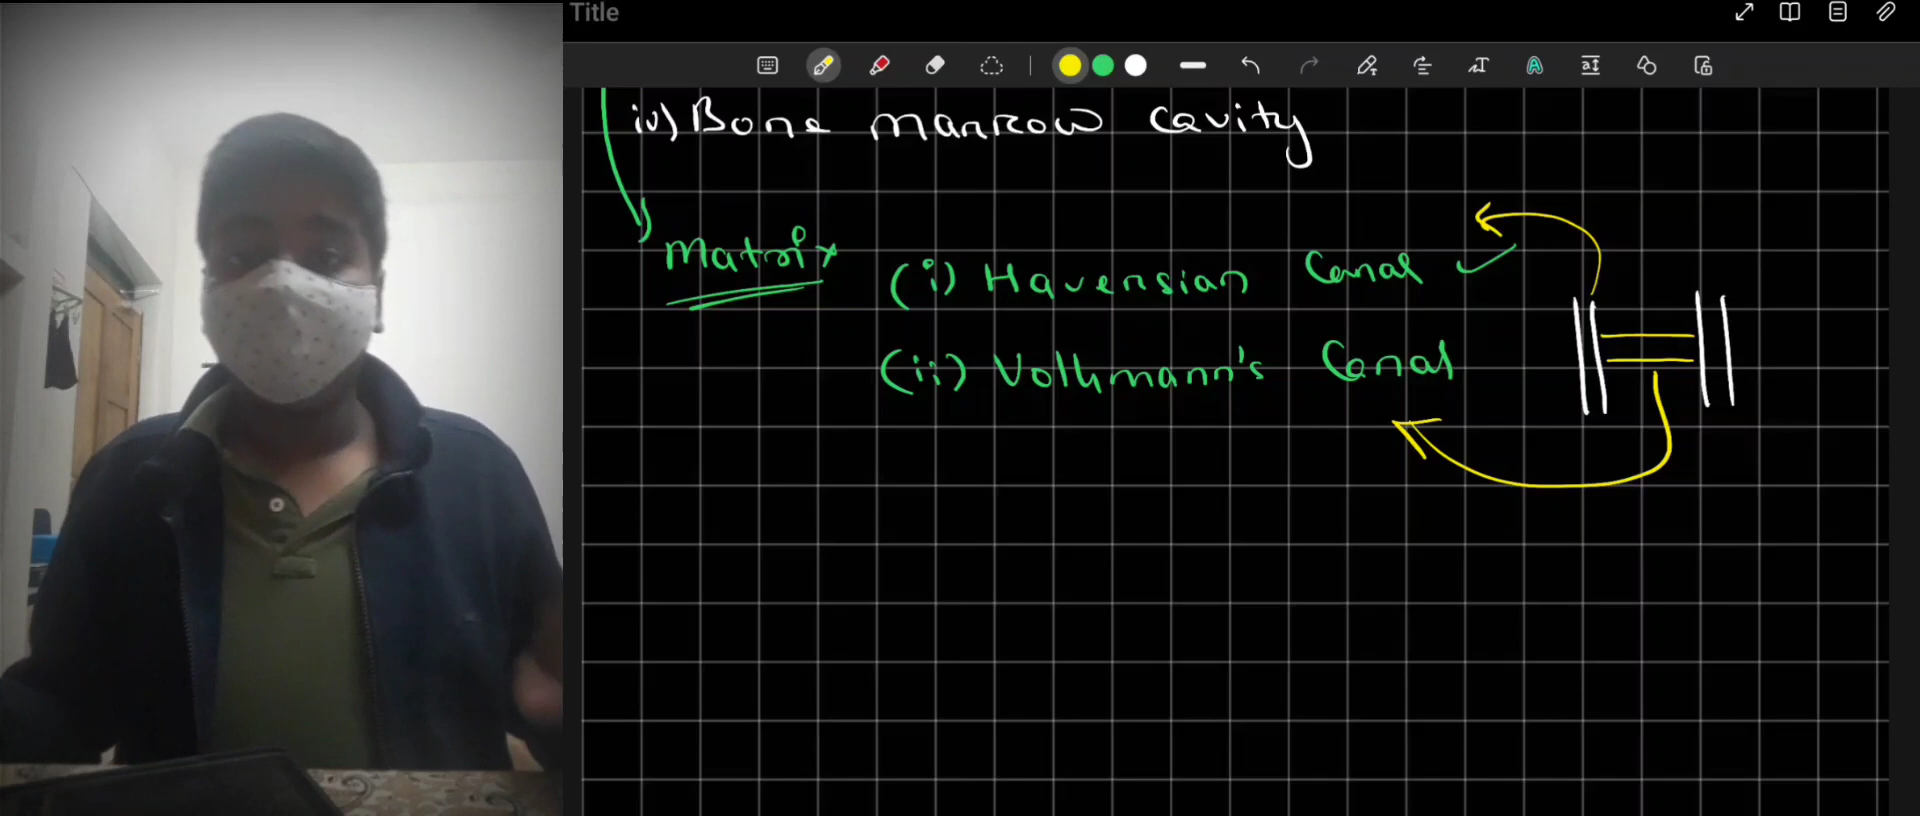 Title
iv) Bone marrow cavity
Matrix
(i) Haversian Canal
(ii) Volkmann's Canal